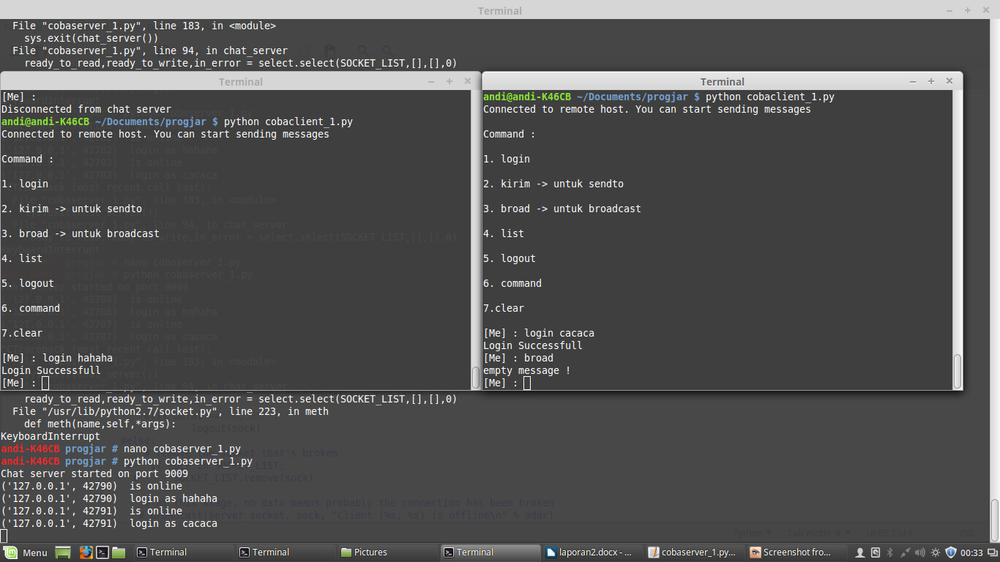 Terminal
File "cobaserver_1.py", line 183, in <module>
sys.exit(chat_server())
File "cobaserver_1.py", line 94, in chat_server
ready_to_read,ready_to_write,in_error = select.select(SOCKET_LIST,[],[],0)
Terminal
[Me] :
Disconnected from chat server
andi@andi-K46CB ~/Documents/progjar $ python cobaclient_1.py
Connected to remote host. You can start sending messages
Command :
1. login
2. kirim -> untuk sendto
3. broad -> untuk broadcast
4. list
5. logout
6. command
7.clear
[Me] : login hahaha
Login Successfull
[Me] :
Terminal
andi@andi-K46CB ~/Documents/progjar $ python cobaclient_1.py
Connected to remote host. You can start sending messages
Command :
1. login
2. kirim -> untuk sendto
3. broad -> untuk broadcast
4. list
5. logout
6. command
7.clear
[Me] : login cacaca
Login Successfull
[Me] : broad
empty message !
[Me] :
ready_to_read,ready_to_write,in_error = select.select(SOCKET_LIST,[],[],0)
File "/usr/lib/python2.7/socket.py", line 223, in meth
def meth(name,self,*args):
KeyboardInterrupt
andi-K46CB progjar # nano cobaserver_1.py
andi-K46CB progjar # python cobaserver_1.py
Chat server started on port 9009
('127.0.0.1', 42790)  is online
('127.0.0.1', 42790)  login as hahaha
('127.0.0.1', 42791)  is online
('127.0.0.1', 42791)  login as cacaca
Menu
Terminal
Terminal
Pictures
Terminal
laporan2.docx - ...
cobaserver_1.py...
Screenshot fro...
00:33